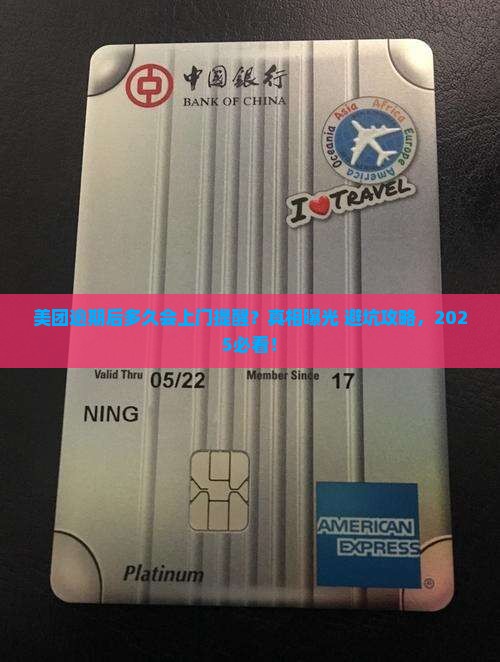 中国銀行
BANK OF CHINA
Oceania Asia Africa Europe America
I TRAVEL
美团逾期后多久会上门提醒？真相曝光 避坑攻略，202
5必看！
Valid Thru 05/22 Member Since 17
NING
AMERICAN
EXPRESS
Platinum